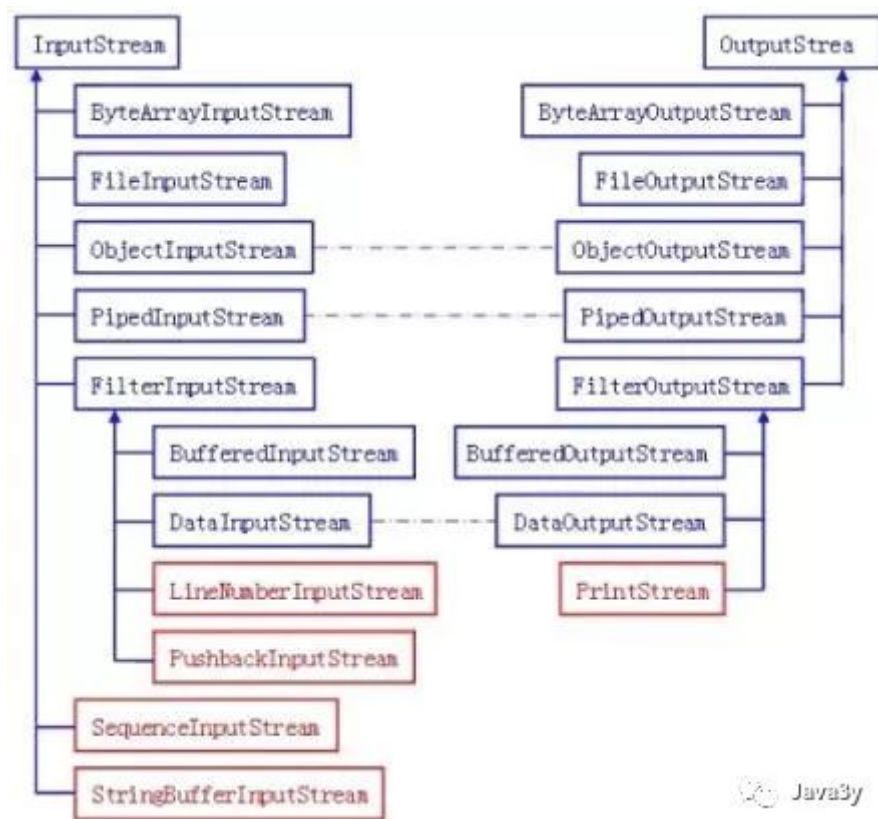 InputStream
OutputStrea
ByteArrayInputStream
ByteArrayOutputStream
FileInputStream
FileOutputStream
ObjectInputStream
ObjectOutputStream
PipedInputStream
PipedOutputStream
FilterInputStream
FilterOutputStream
BufferedInputStream
BufferedOutputStream
DataInputStream
DataOutputStream
LineNumberInputStream
PrintStream
PushbackInputStream
SequenceInputStream
StringBufferInputStream
Java3y